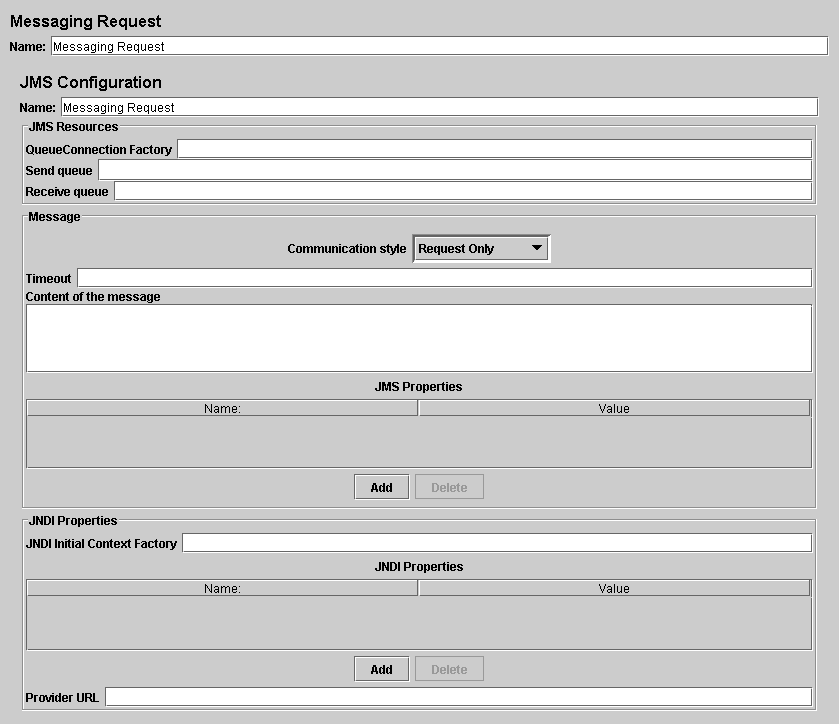 Messaging Request
Name: Messaging Request
JMS Configuration
Name: Messaging Request
JMS Resources
QueueConnection Factory
Send queue
Receive queue
Message
Communication style Request Only
Timeout
Content of the message
JMS Properties
Name: Value
Add Delete
JNDI Properties
JNDI Initial Context Factory
JNDI Properties
Name: Value
Add Delete
Provider URL